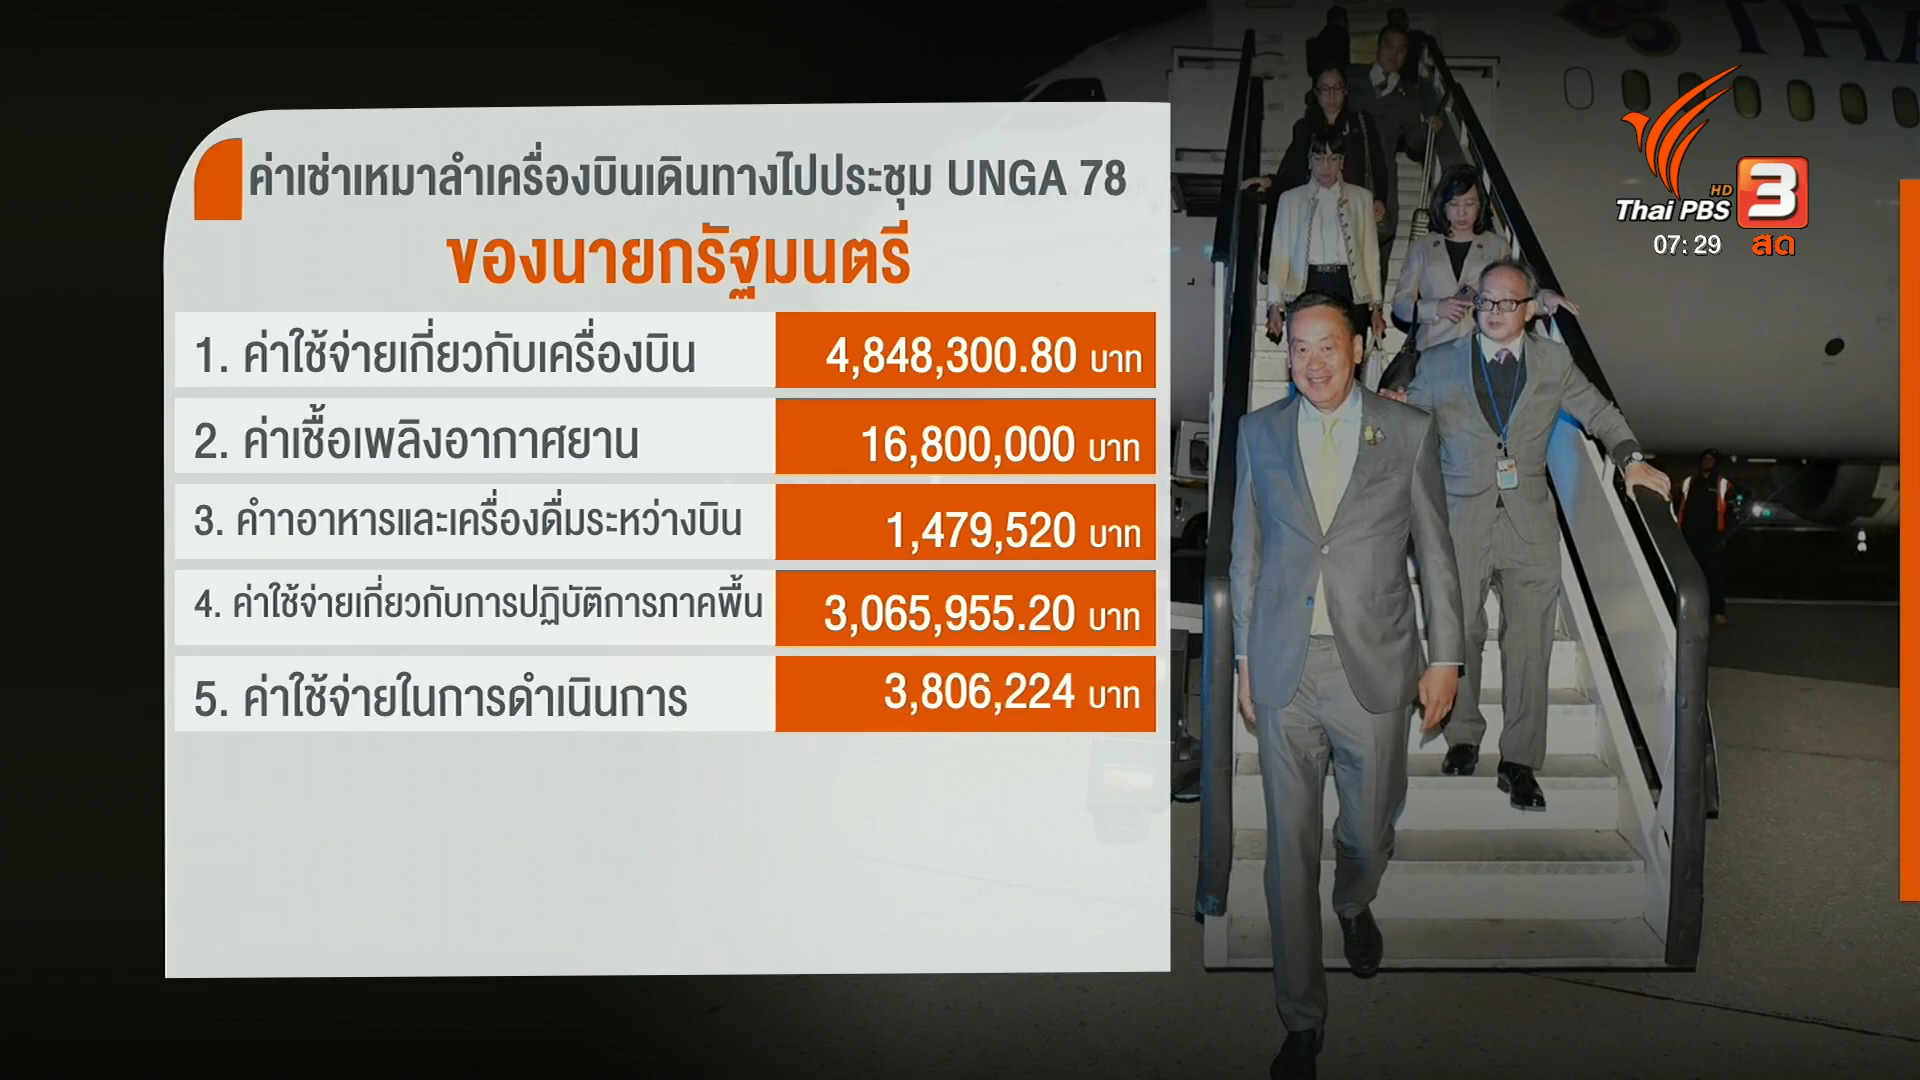 ค่าเช่าเหมาลำเครื่องบินเดินทางไปประชุม UNGA 78
ของนายกรัฐมนตรี
1. ค่าใช้จ่ายเกี่ยวกับเครื่องบิน 4,848,300.80 บาท
2. ค่าเชื้อเพลิงอากาศยาน 16,800,000 บาท
3. คำาอาหารและเครื่องดื่มระหว่างบิน 1,479,520 บาท
4. ค่าใช้จ่ายเกี่ยวกับการปฏิบัติการภาคพื้น 3,065,955.20 บาท
5. ค่าใช้จ่ายในการดำเนินการ 3,806,224 บาท
THA
HD
Thai PBS 3
07:29 สด